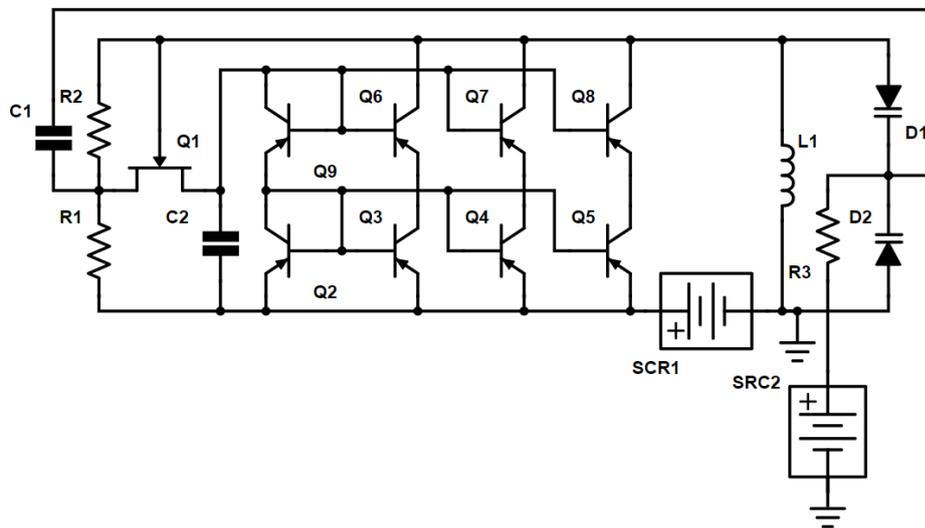 R2
Q6
Q7
Q8
C1
D1
Q1
L1
Q9
R1
C2
Q3
Q4
Q5
D2
Q2
R3
+
SCR1
SRC2
+